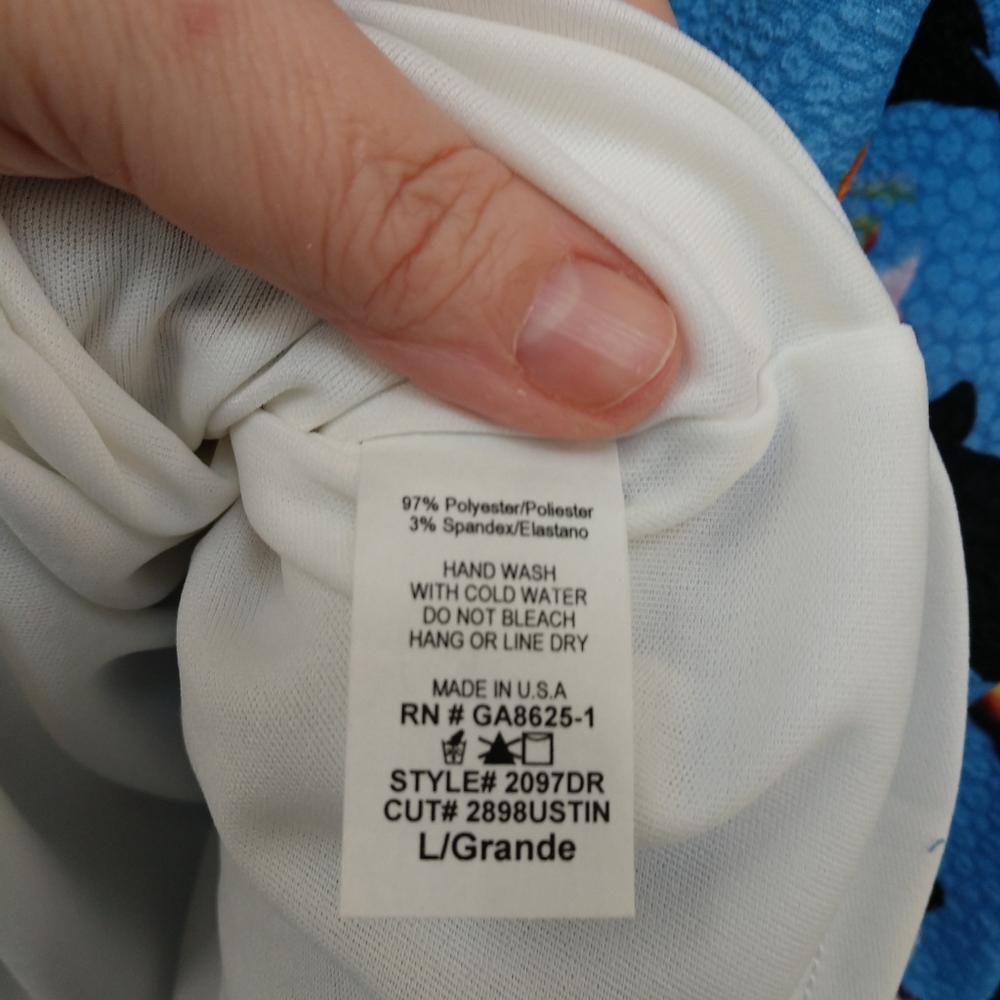 97% Polyester/Poliester
3% Spandex/Elastano
HAND WASH
WITH COLD WATER
DO NOT BLEACH
HANG OR LINE DRY
MADE IN U.S.A
RN # GA8625-1
STYLE# 2097DR
CUT# 2898USTIN
L/Grande